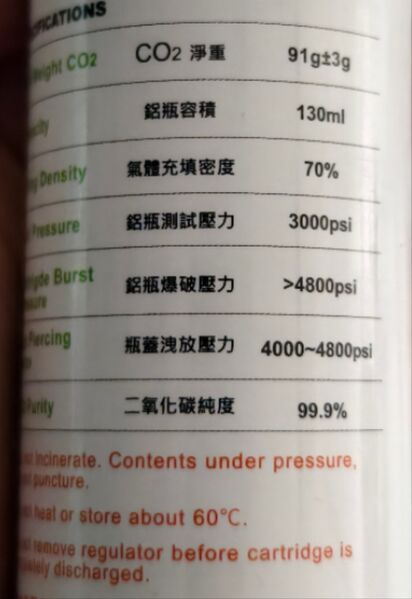 Weight CO2 CO2 淨重 91g±3g
鋁瓶容積 130ml
Density 氣體充填密度 70%
Pressure 鋁瓶測試壓力 3000psi
Burst 鋁瓶爆破壓力 >4800psi
Piercing 瓶蓋洩放壓力 4000~4800psi
Purity 二氧化碳純度 99.9%
incinerate. Contents under pressure,
puncture.
heat or store about 60°C.
remove regulator before cartridge is
discharged.